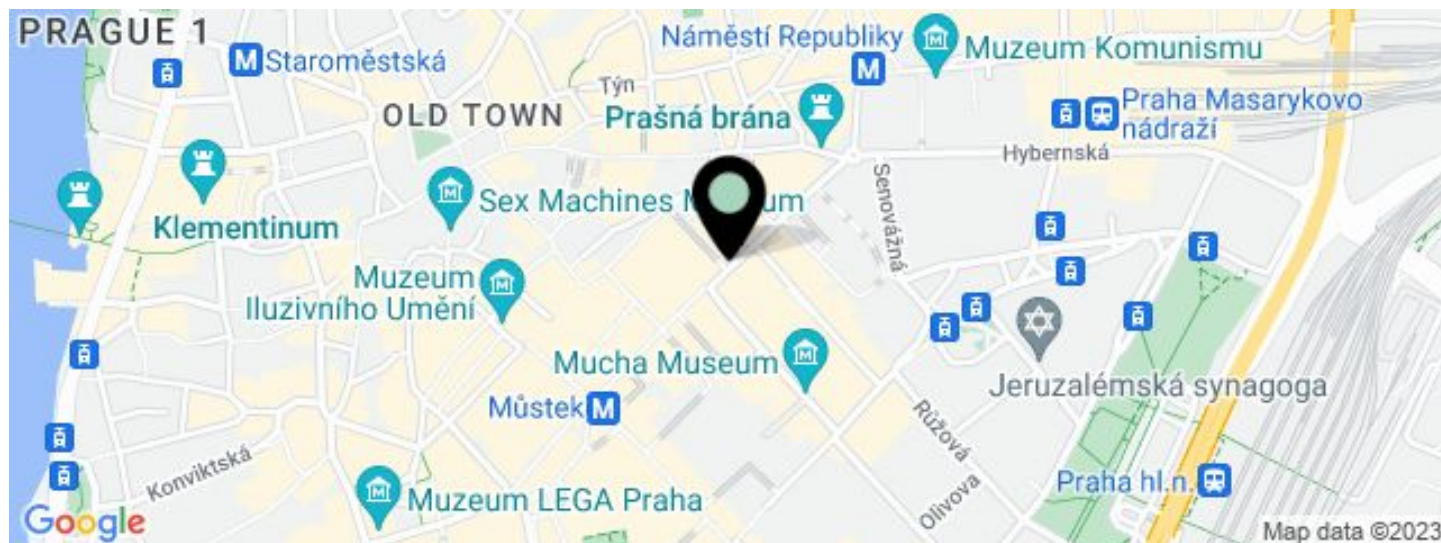 PRAGUE 1
Staroměstská
Náměstí Republiky
Muzeum Komunismu
Týn
OLD TOWN
Prašná brána
Praha Masarykovo
nádraží
Hybernská
Sex Machines M um
Senovážná
Klementinum
Muzeum
Iluzivního Umění
Mucha Museum
Jeruzalémská synagoga
Můstek
Růžová
Konviktská
Muzeum LEGA Praha
Olivova
Praha hl.n.
Google
Map data ©2023